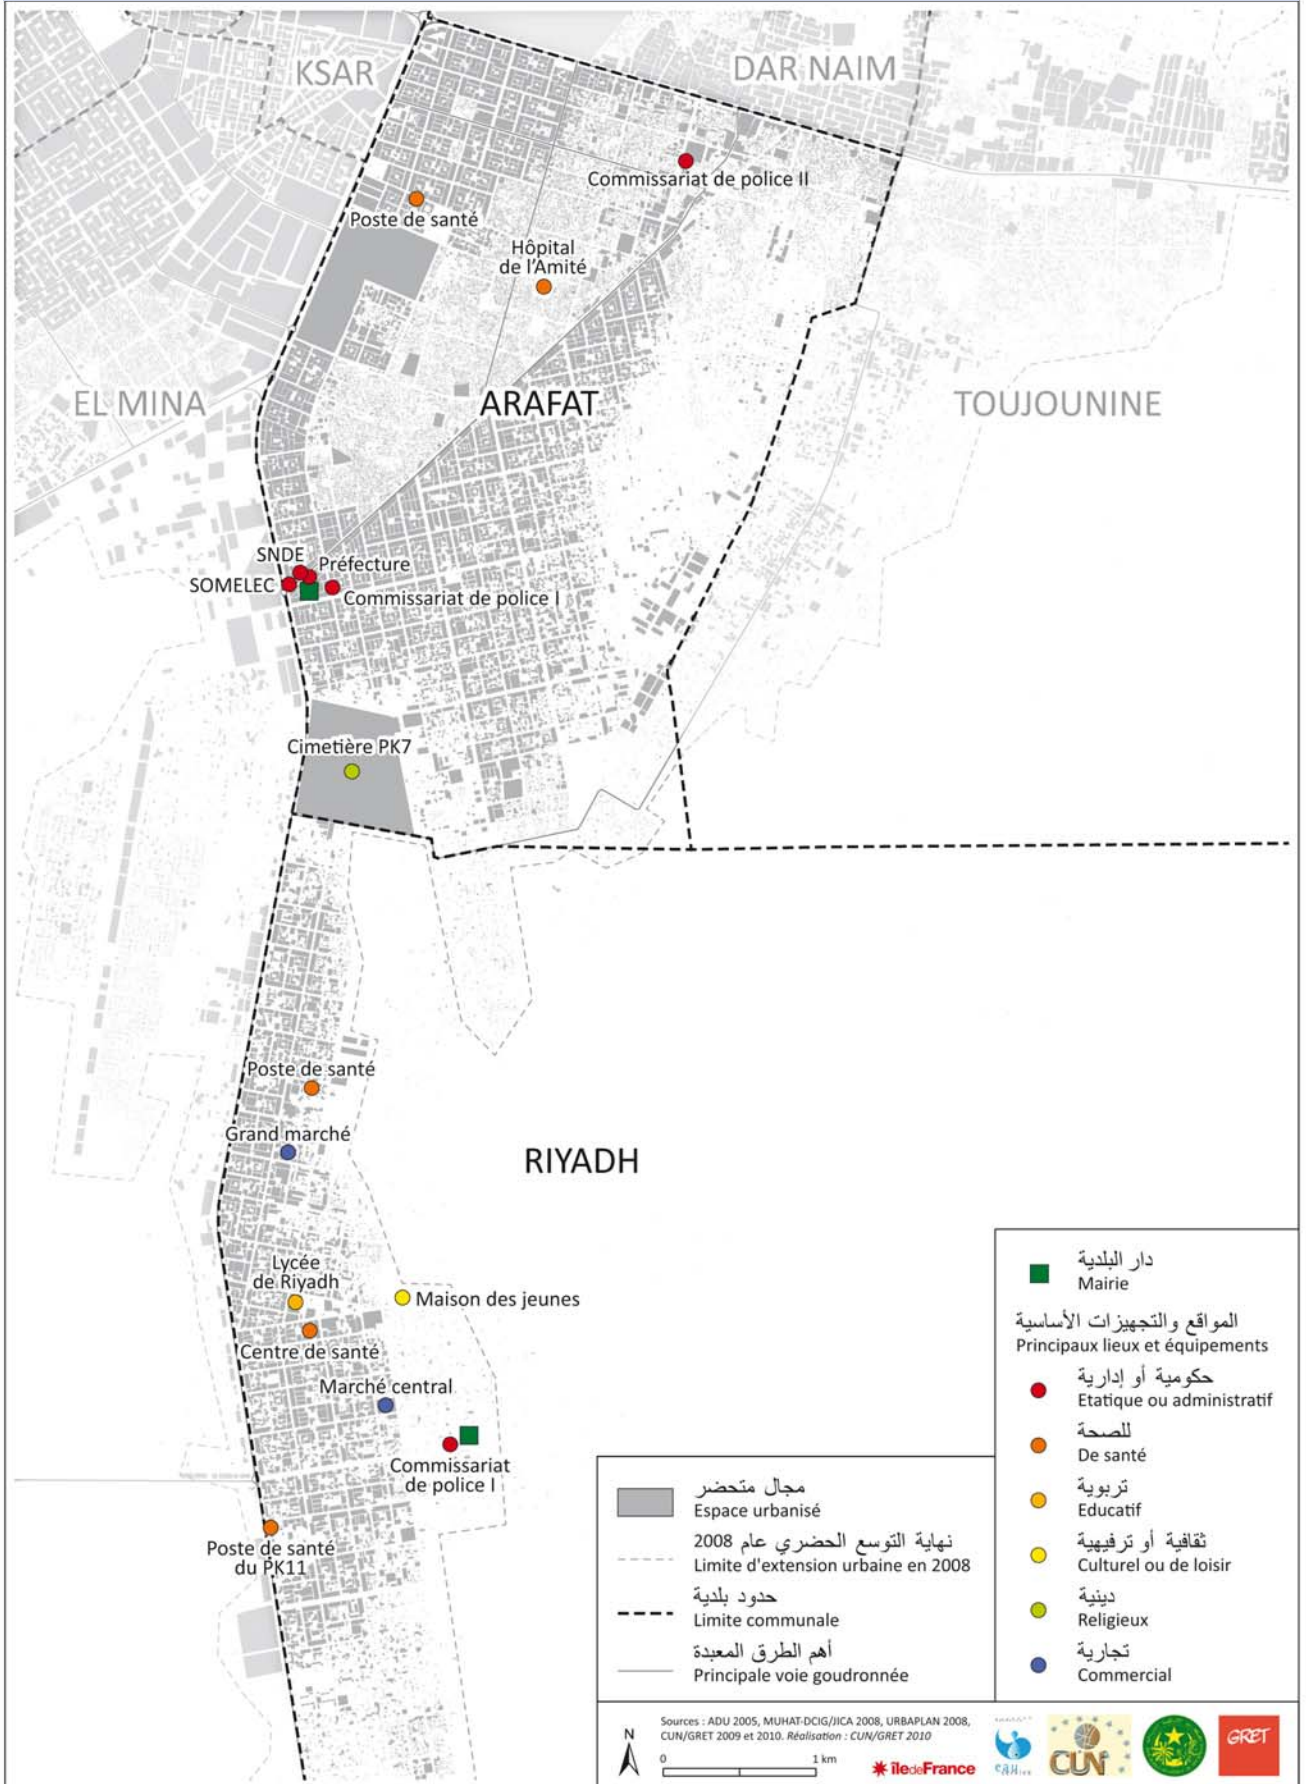 KSAR
DAR NAIM
Commissariat de police II
Poste de santé
Hôpital
de l'Amité
EL MINA
ARAFAT
TOUJOUNINE
SNDE
Préfecture
SOMELEC
Commissariat de police I
Cimetière PK7
Poste de santé
Grand marché
RIYADH
Lycée
de Riyadh
Maison des jeunes
Centre de santé
Marché central
Commissariat
de police I
Poste de santé
du PK11
دار البلدية
Mairie
المواقع والتجهيزات الأساسية
Principaux lieux et équipements
حكومية أو إدارية
Etatique ou administratif
للصحة
De santé
تربوية
Educatif
ثقافية أو ترفيهية
Culturel ou de loisir
دينية
Religieux
تجارية
Commercial
مجال متحضر
Espace urbanisé
نهاية التوسع الحضري عام 2008
Limite d'extension urbaine en 2008
حدود بلدية
Limite communale
أهم الطرق المعبدة
Principale voie goudronnée
N
Sources : ADU 2005, MUHAT-DCIG/JICA 2008, URBAPLAN 2008,
CUN/GRET 2009 et 2010. Réalisation : CUN/GRET 2010
0 1 km
îledeFrance
CUN
GRET